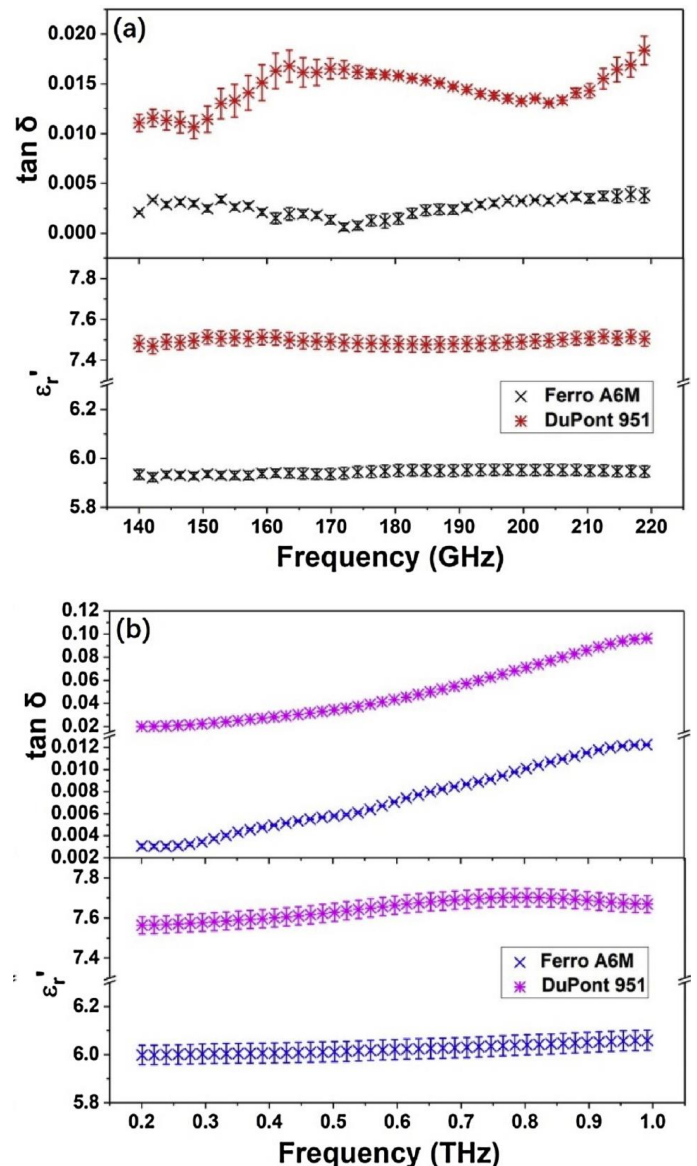 (a)
0.020
0.015
0.010
0.005
0.000
tan δ
7.8
7.6
7.4
6.2
6.0
5.8
εr'
Ferro A6M
DuPont 951
140 150 160 170 180 190 200 210 220
Frequency (GHz)
(b)
0.12
0.10
0.08
0.06
0.04
0.02
0.012
0.010
0.008
0.006
0.004
0.002
tan δ
7.8
7.6
7.4
6.2
6.0
5.8
εr'
Ferro A6M
DuPont 951
0.2 0.3 0.4 0.5 0.6 0.7 0.8 0.9 1.0
Frequency (THz)